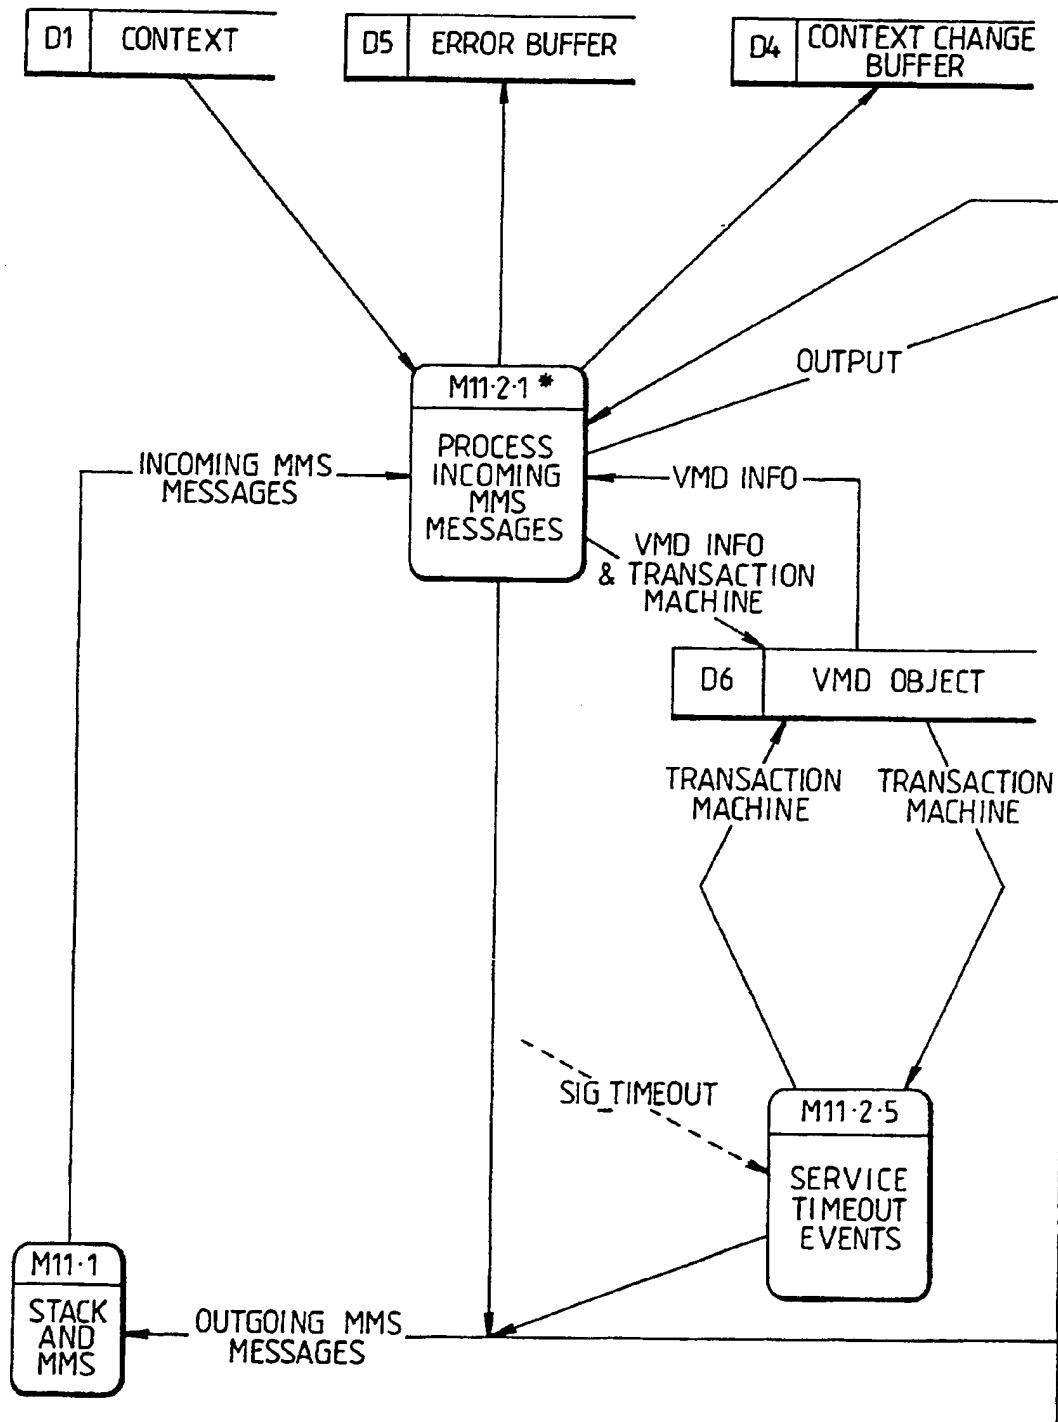 D1
CONTEXT
D5
ERROR BUFFER
D4
CONTEXT CHANGE
BUFFER
OUTPUT
M11·2·1 *
PROCESS
INCOMING
MMS
MESSAGES
INCOMING MMS
MESSAGES
VMD INFO
VMD INFO
& TRANSACTION
MACHINE
D6
VMD OBJECT
TRANSACTION
MACHINE
TRANSACTION
MACHINE
SIG_TIMEOUT
M11·2·5
SERVICE
TIMEOUT
EVENTS
M11·1
STACK
AND
MMS
OUTGOING MMS
MESSAGES